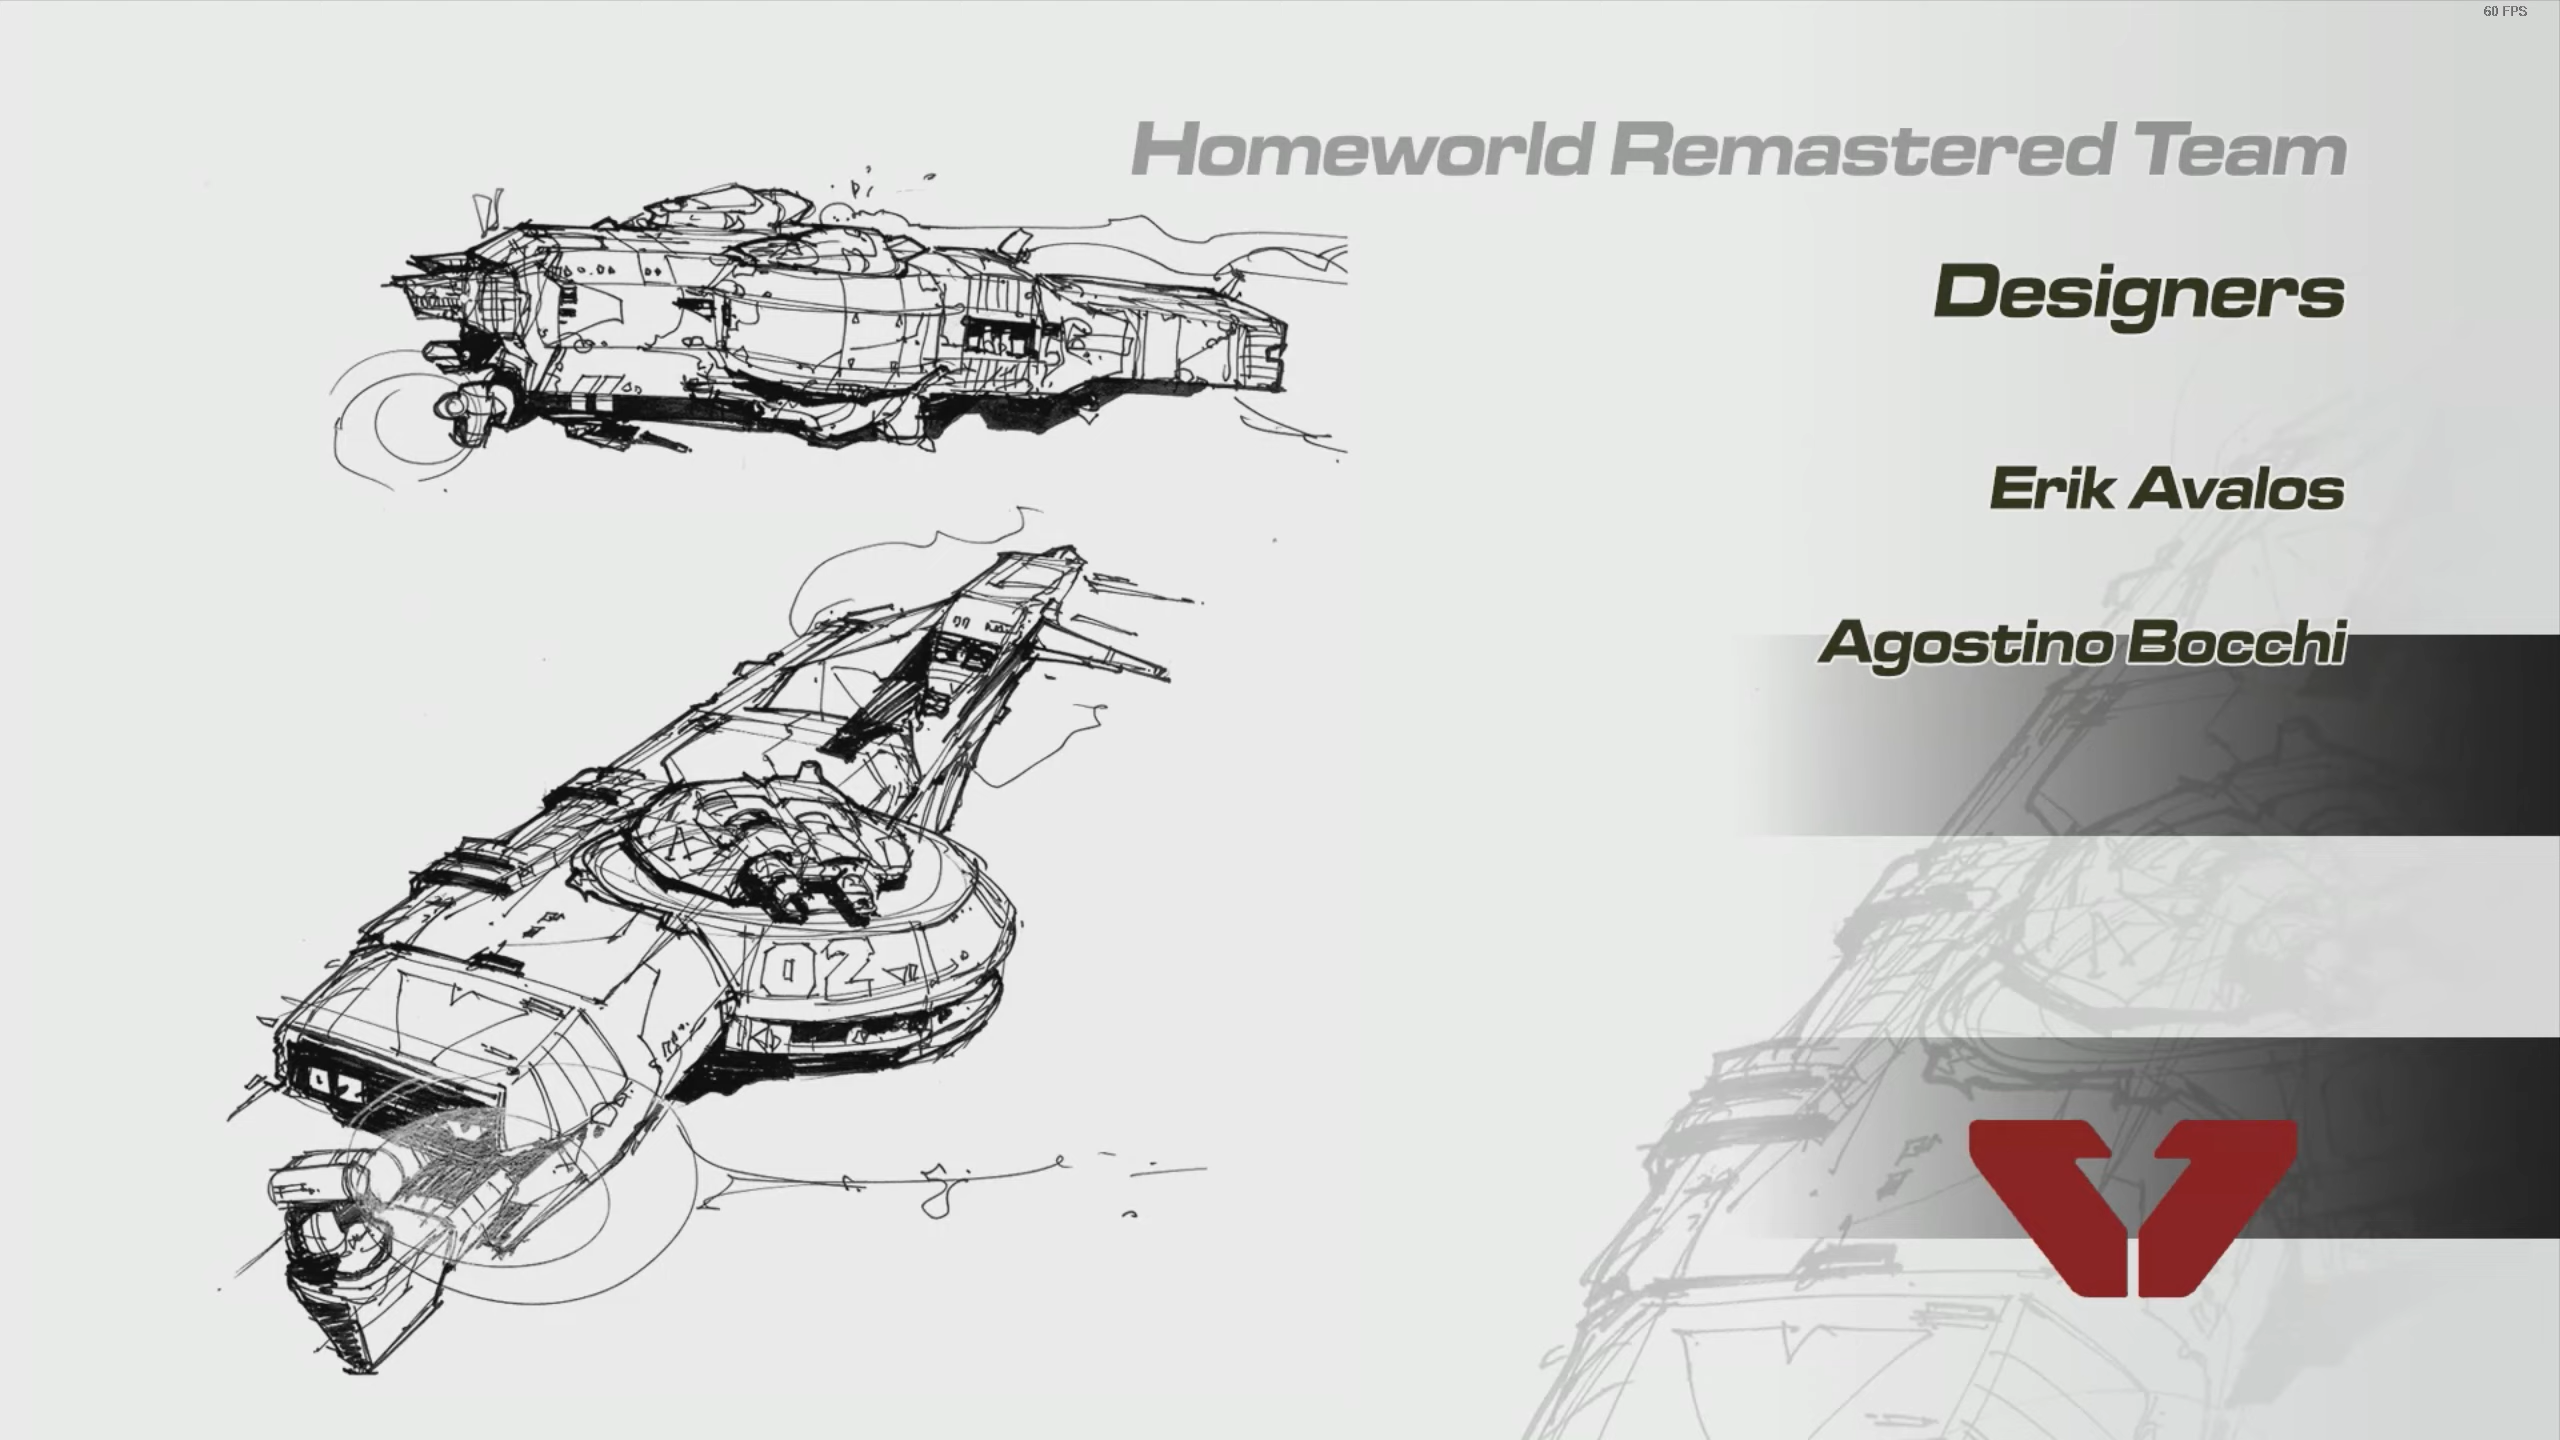 60 FPS
Homeworld Remastered Team
Designers
Erik Avalos
Agostino Bocchi
02
02